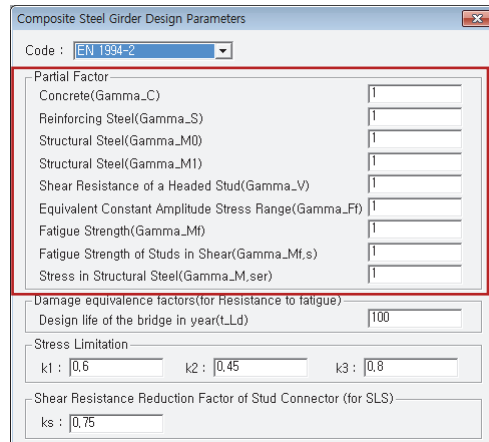 Composite Steel Girder Design Parameters
Code : EN 1994-2
Partial Factor
Concrete(Gamma_C) 1
Reinforcing Steel(Gamma_S) 1
Structural Steel(Gamma_M0) 1
Structural Steel(Gamma_M1) 1
Shear Resistance of a Headed Stud(Gamma_V) 1
Equivalent Constant Amplitude Stress Range(Gamma_Ff) 1
Fatigue Strength(Gamma_Mf) 1
Fatigue Strength of Studs in Shear(Gamma_Mf,s) 1
Stress in Structural Steel(Gamma_M,ser) 1
Damage equivalence factors(for Resistance to fatigue)
Design life of the bridge in year(t_Ld) 100
Stress Limitation
k1 : 0,6 k2 : 0,45 k3 : 0,8
Shear Resistance Reduction Factor of Stud Connector (for SLS)
ks : 0,75